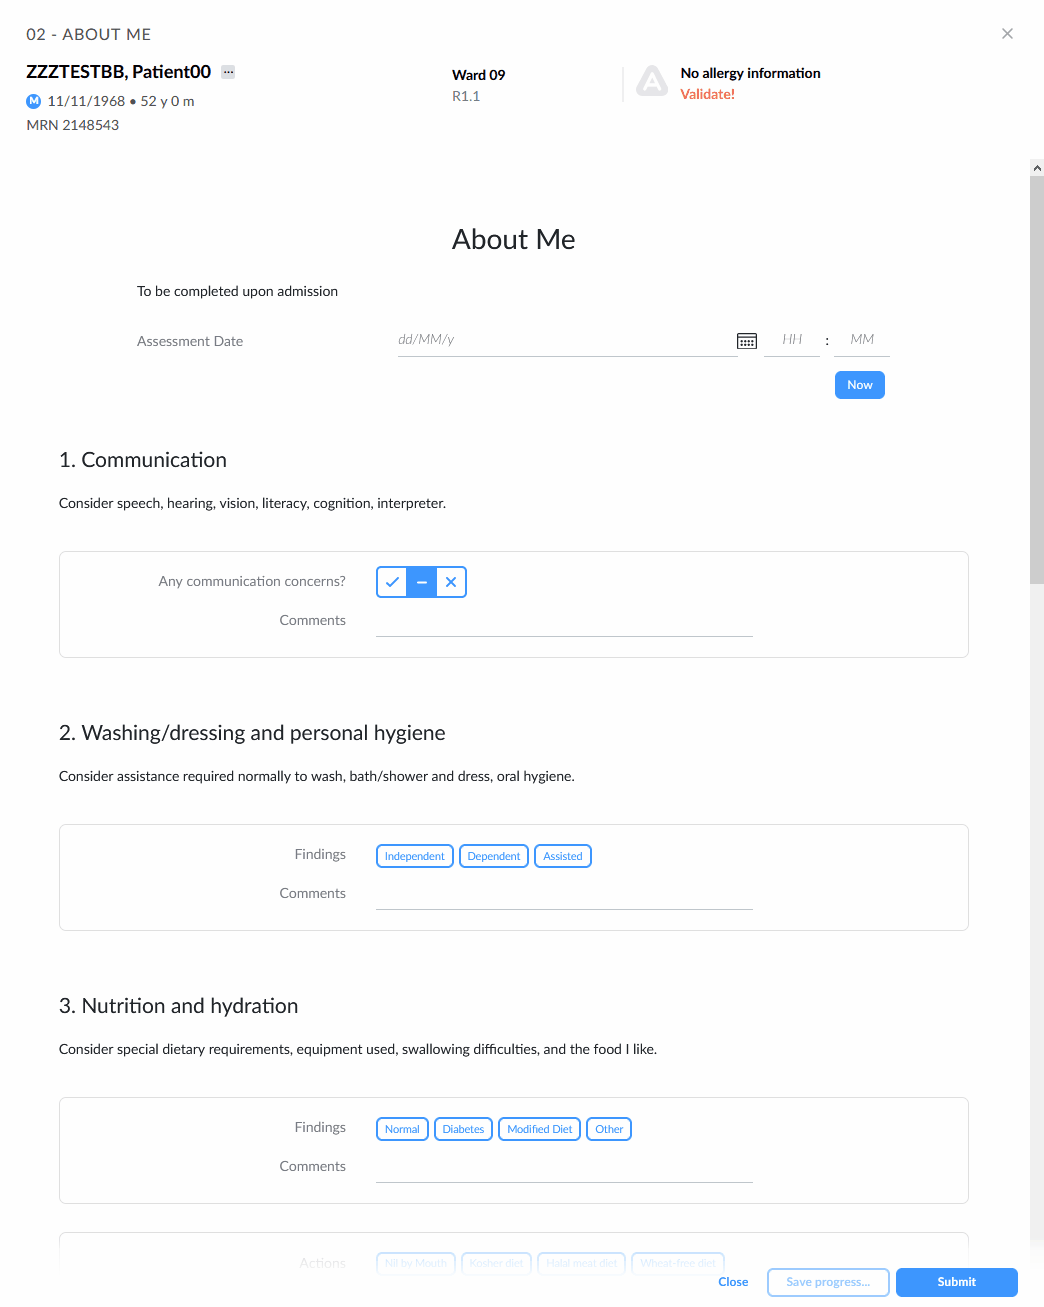 02 - ABOUT ME
ZZZTESTBB, Patient00 ...
M 11/11/1968 • 52 y 0 m
MRN 2148543
Ward 09
R1.1
A
No allergy information
Validate!
About Me
To be completed upon admission
Assessment Date dd/MM/y HH : MM
Now
1. Communication
Consider speech, hearing, vision, literacy, cognition, interpreter.
Any communication concerns?
Comments
2. Washing/dressing and personal hygiene
Consider assistance required normally to wash, bath/shower and dress, oral hygiene.
Findings Independent Dependent Assisted
Comments
3. Nutrition and hydration
Consider special dietary requirements, equipment used, swallowing difficulties, and the food I like.
Findings Normal Diabetes Modified Diet Other
Comments
Actions Nil by Mouth Kosher diet Halal meat diet Wheat-free diet
Close Save progress... Submit